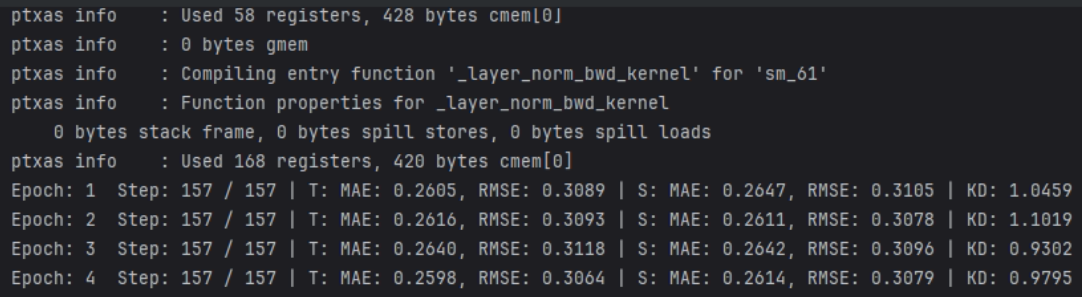 ptxas info    : Used 58 registers, 428 bytes cmem[0]
ptxas info    : 0 bytes gmem
ptxas info    : Compiling entry function '_layer_norm_bwd_kernel' for 'sm_61'
ptxas info    : Function properties for _layer_norm_bwd_kernel
    0 bytes stack frame, 0 bytes spill stores, 0 bytes spill loads
ptxas info    : Used 168 registers, 420 bytes cmem[0]
Epoch: 1  Step: 157 / 157 | T: MAE: 0.2605, RMSE: 0.3089 | S: MAE: 0.2647, RMSE: 0.3105 | KD: 1.0459
Epoch: 2  Step: 157 / 157 | T: MAE: 0.2616, RMSE: 0.3093 | S: MAE: 0.2611, RMSE: 0.3078 | KD: 1.1019
Epoch: 3  Step: 157 / 157 | T: MAE: 0.2640, RMSE: 0.3118 | S: MAE: 0.2642, RMSE: 0.3096 | KD: 0.9302
Epoch: 4  Step: 157 / 157 | T: MAE: 0.2598, RMSE: 0.3064 | S: MAE: 0.2614, RMSE: 0.3079 | KD: 0.9795